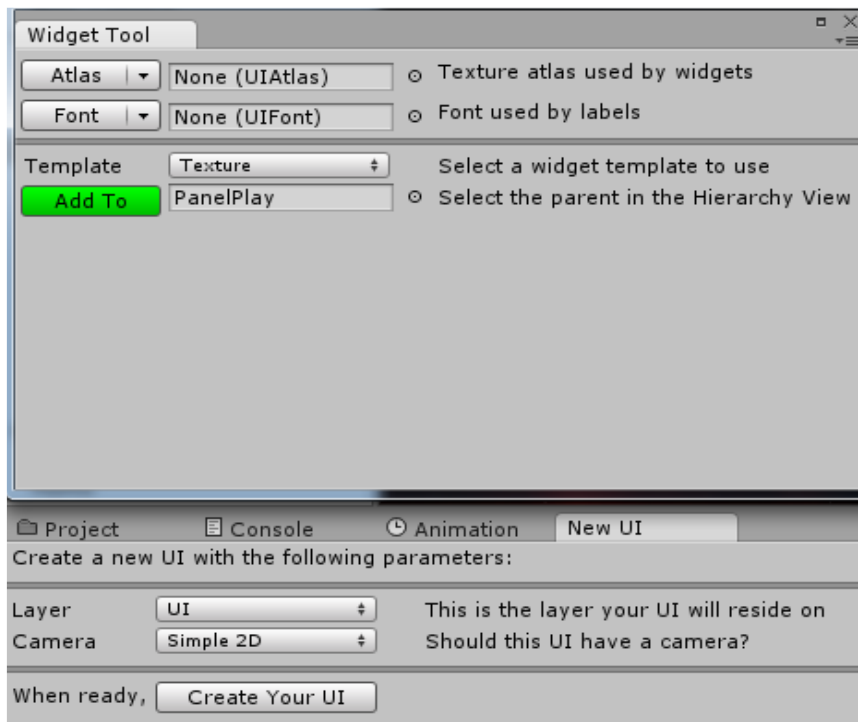 Widget Tool
Atlas None (UIAtlas) Texture atlas used by widgets
Font None (UIFont) Font used by labels
Template Texture Select a widget template to use
Add To PanelPlay Select the parent in the Hierarchy View
Project Console Animation New UI
Create a new UI with the following parameters:
Layer UI This is the layer your UI will reside on
Camera Simple 2D Should this UI have a camera?
When ready, Create Your UI